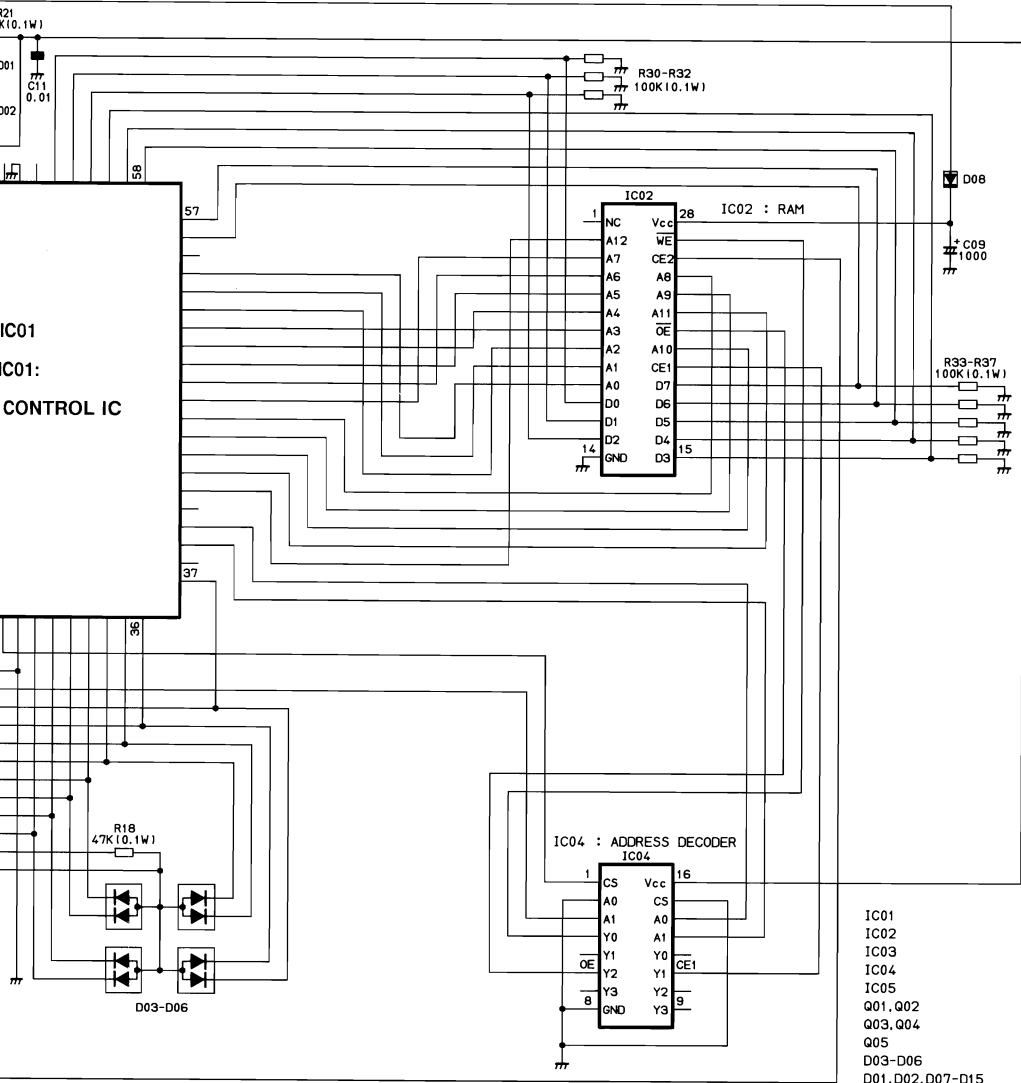 R21
K(0.1W)
D01
C11
0.01
D02
R30-R32
100K(0.1W)
58
57
D08
IC02
IC02 : RAM
1 NC Vcc 28
A12 WE
A7 CE2
C09
1000
+
A6 A8
A5 A9
A4 A11
IC01
A3 OE
A2 A10
R33-R37
100K(0.1W)
IC01:
A1 CE1
A0 D7
CONTROL IC
D0 D6
D1 D5
D2 D4
14 GND D3 15
37
36
R18
47K(0.1W)
IC04 : ADDRESS DECODER
IC04
1 CS Vcc 16
A0 CS
A1 A0
Y0 A1
Y1 Y0
OE CE1
Y2 Y1
Y3 Y2
8 GND Y3 9
D03-D06
IC01
IC02
IC03
IC04
IC05
Q01,Q02
Q03,Q04
Q05
D03-D06
D01,D02,D07-D15